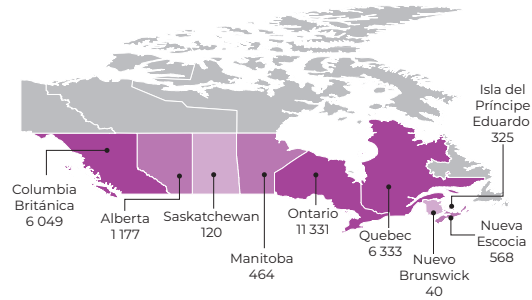 Isla del
Príncipe
Eduardo
325
Columbia
Británica
6 049
Alberta
1 177
Saskatchewan
120
Manitoba
464
Ontario
11 331
Quebec
6 333
Nuevo
Brunswick
40
Nueva
Escocia
568